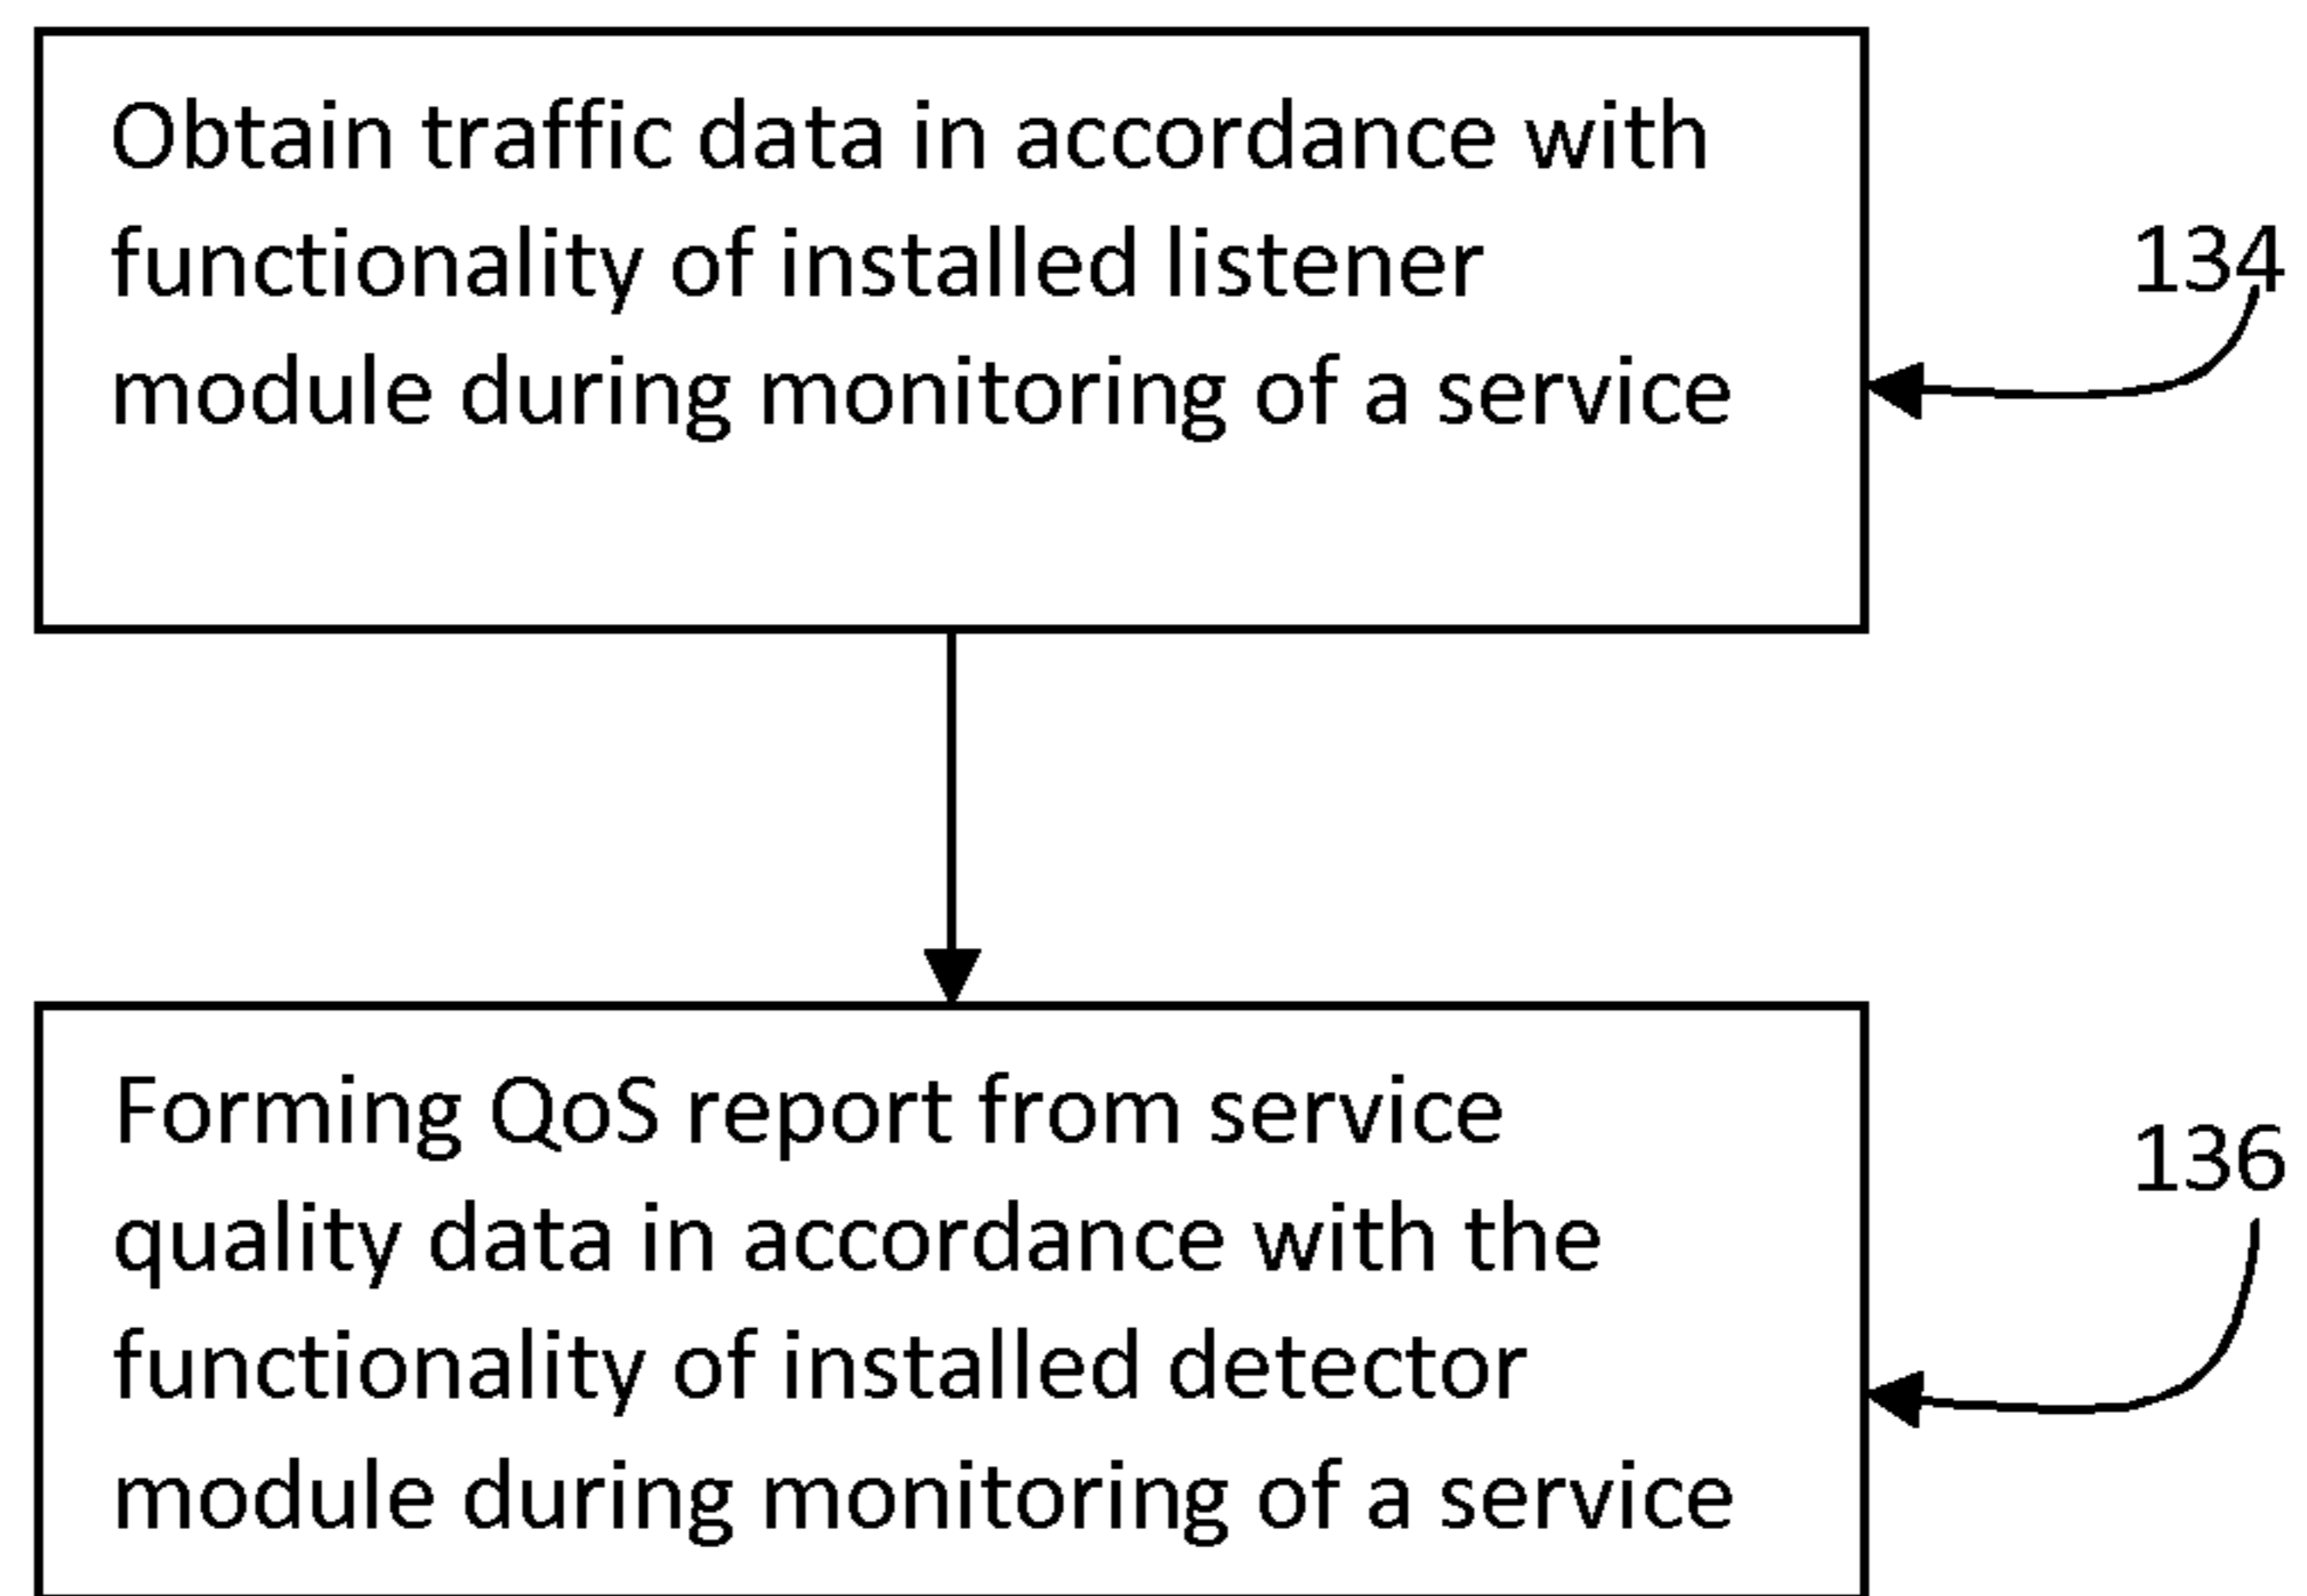 Obtain traffic data in accordance with
functionality of installed listener
module during monitoring of a service
134
Forming QoS report from service
quality data in accordance with the
functionality of installed detector
module during monitoring of a service
136